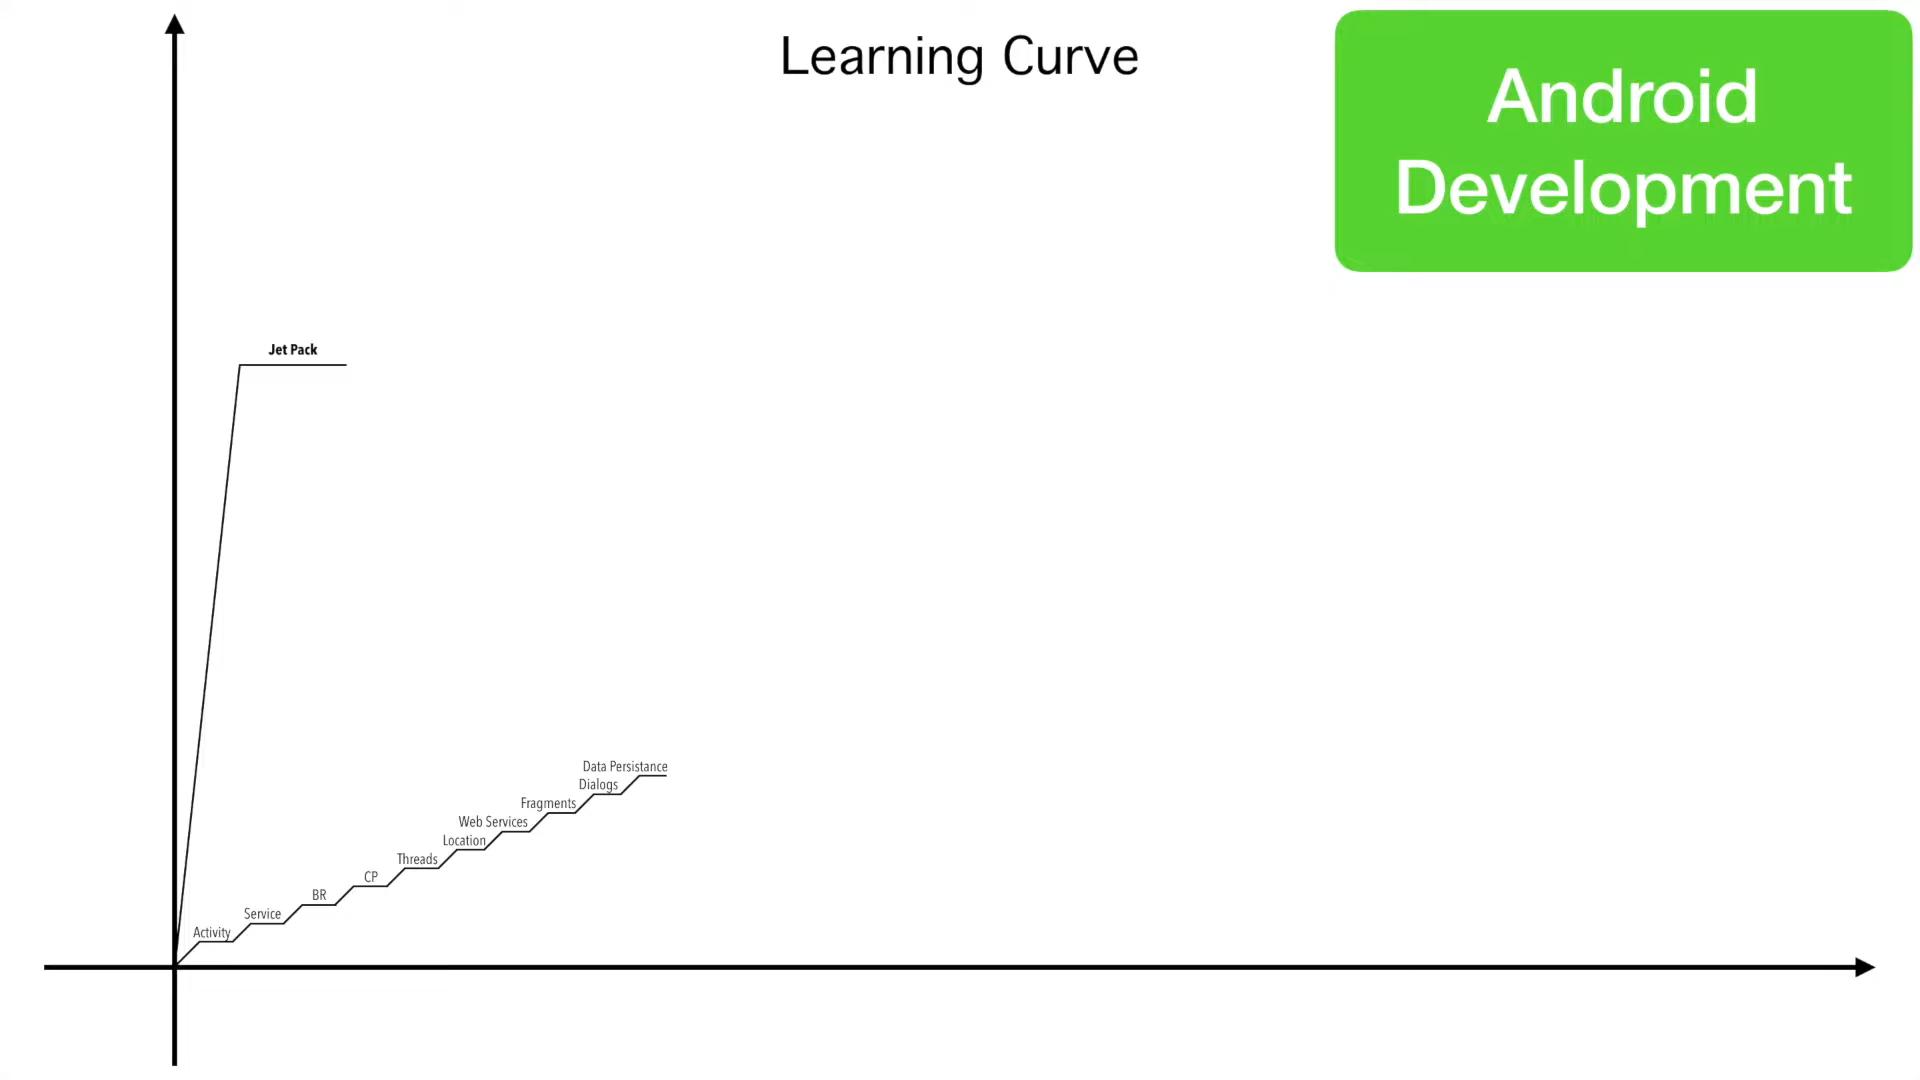 Learning Curve
Android
Development
Jet Pack
Data Persistance
Dialogs
Fragments
Web Services
Location
Threads
CP
BR
Service
Activity